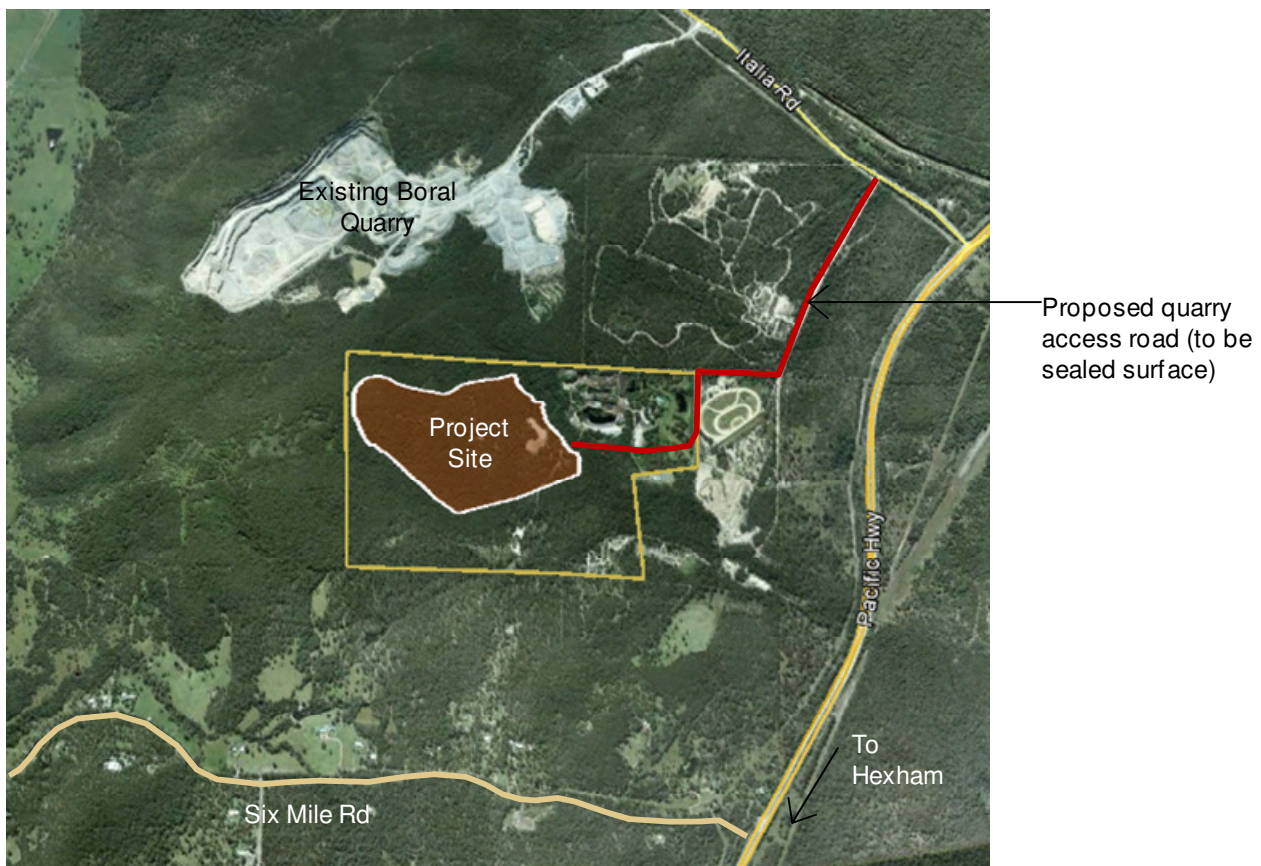 Italia Rd
Existing Boral
Quarry
Proposed quarry
access road (to be
sealed surface)
Project
Site
Pacific Hwy
To
Hexham
Six Mile Rd